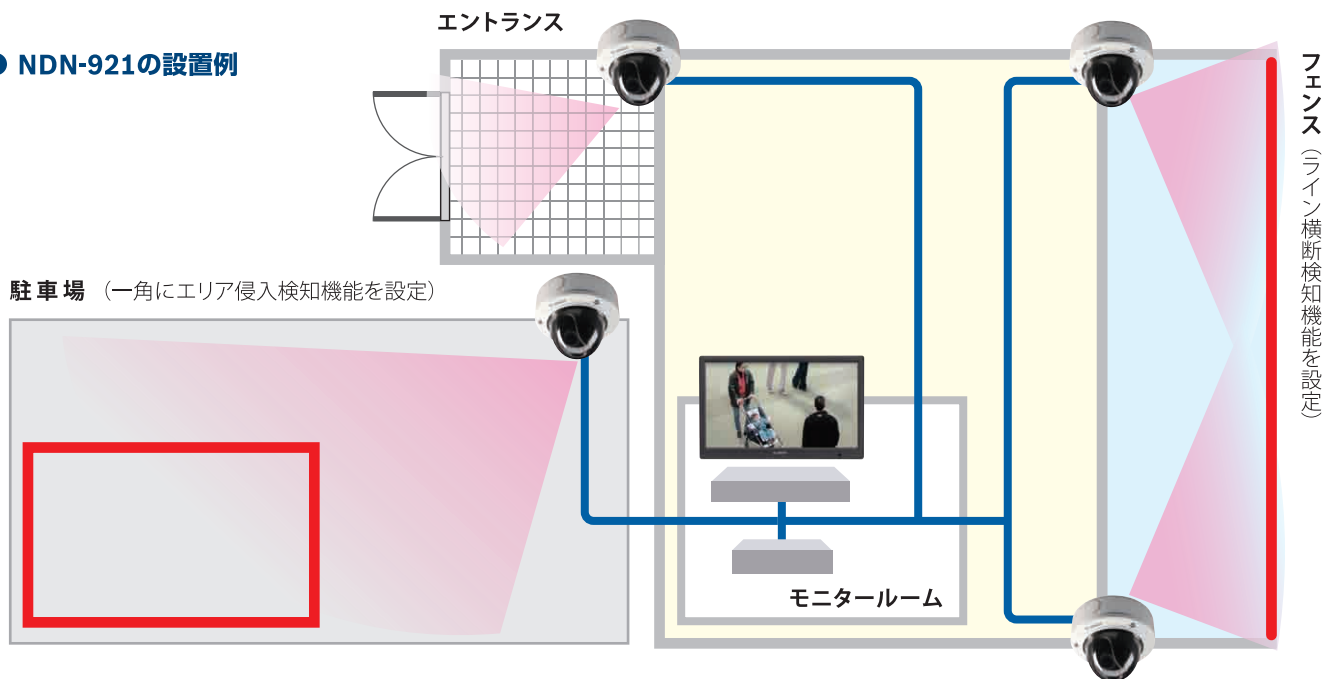 エントランス
● NDN-921の設置例
フェンス（ライン横断検知機能を設定）
駐車場 （一角にエリア侵入検知機能を設定）
モニタールーム